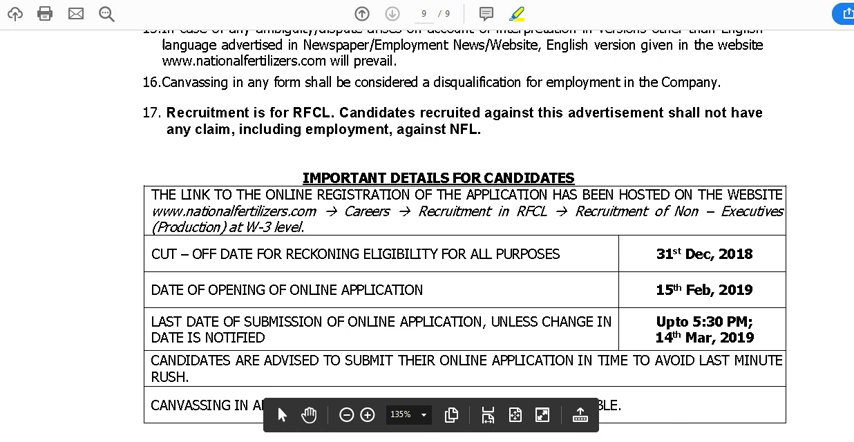 9 / 9
language advertised in Newspaper/Employment News/Website, English version given in the website
www.nationalfertilizers.com will prevail.
16.Canvassing in any form shall be considered a disqualification for employment in the Company.
17. Recruitment is for RFCL. Candidates recruited against this advertisement shall not have
any claim, including employment, against NFL.
IMPORTANT DETAILS FOR CANDIDATES
THE LINK TO THE ONLINE REGISTRATION OF THE APPLICATION HAS BEEN HOSTED ON THE WEBSITE
www.nationalfertilizers.com → Careers → Recruitment in RFCL → Recruitment of Non – Executives
(Production) at W-3 level.
CUT – OFF DATE FOR RECKONING ELIGIBILITY FOR ALL PURPOSES 31st Dec, 2018
DATE OF OPENING OF ONLINE APPLICATION 15th Feb, 2019
LAST DATE OF SUBMISSION OF ONLINE APPLICATION, UNLESS CHANGE IN Upto 5:30 PM;
DATE IS NOTIFIED 14th Mar, 2019
CANDIDATES ARE ADVISED TO SUBMIT THEIR ONLINE APPLICATION IN TIME TO AVOID LAST MINUTE
RUSH.
CANVASSING IN
135%